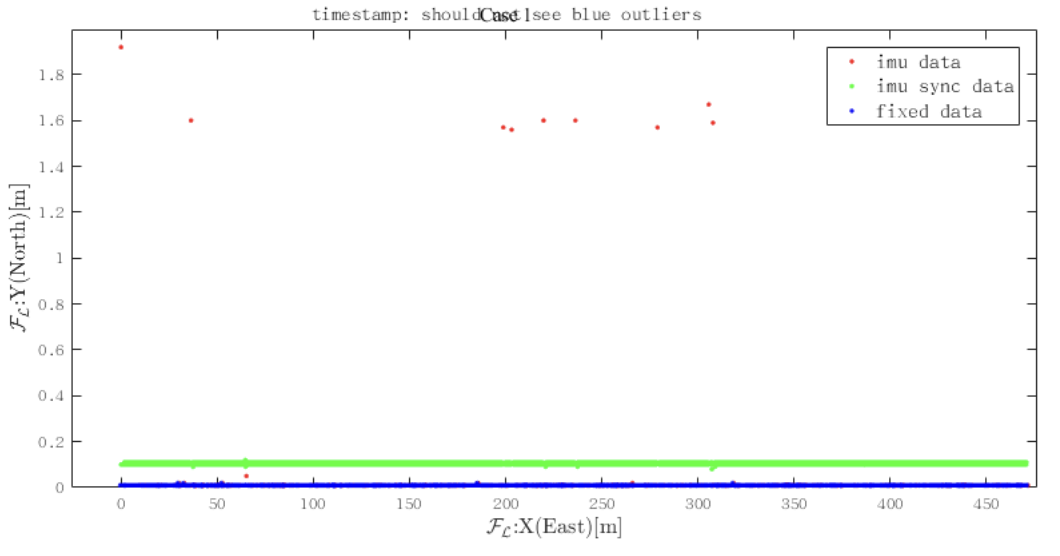 timestamp: should see blue outliers
Case 1
imu data
imu sync data
fixed data
1.8
1.6
1.4
1.2
1
0.8
0.6
0.4
0.2
0
0 50 100 150 200 250 300 350 400 450
ℱ_ℒ:Y(North)[m]
ℱ_ℒ:X(East)[m]